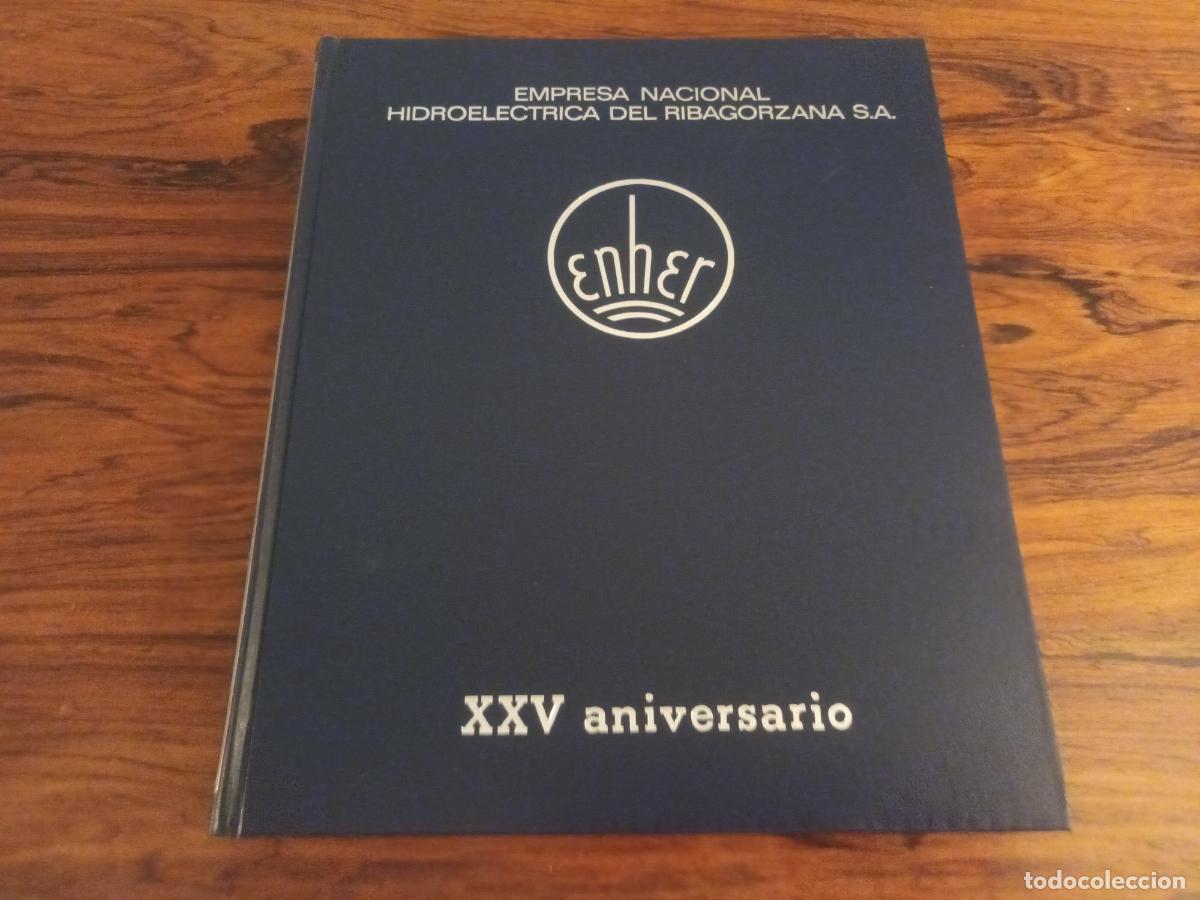 EMPRESA NACIONAL
HIDROELECTRICA DEL RIBAGORZANA S.A.
enher
XXV aniversario
todocoleccion